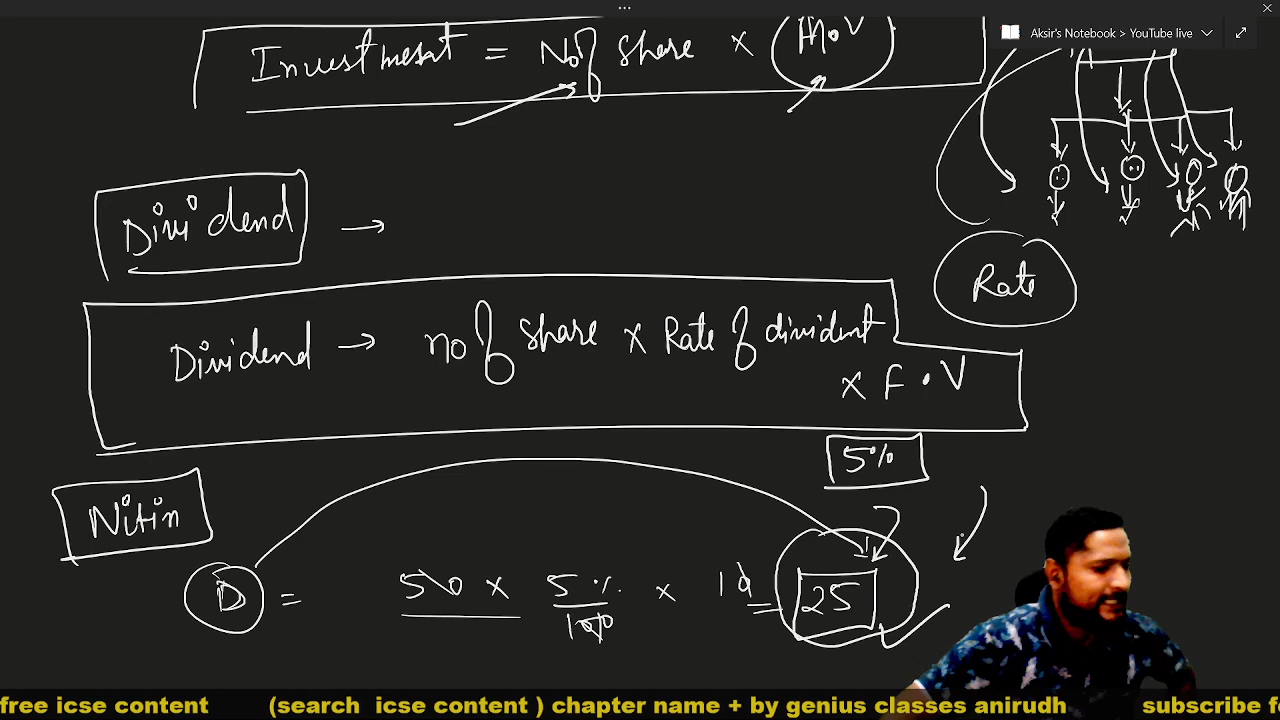 Aksir's Notebook > YouTube live
Investment = No of Share × M.V
Dividend →
Rate
Dividend → no of Share × Rate of divident
× F.V
5%
Nitin
D = 50 × 5% / 100 × 10 = 25
free icse content (search icse content ) chapter name + by genius classes anirudh subscribe f